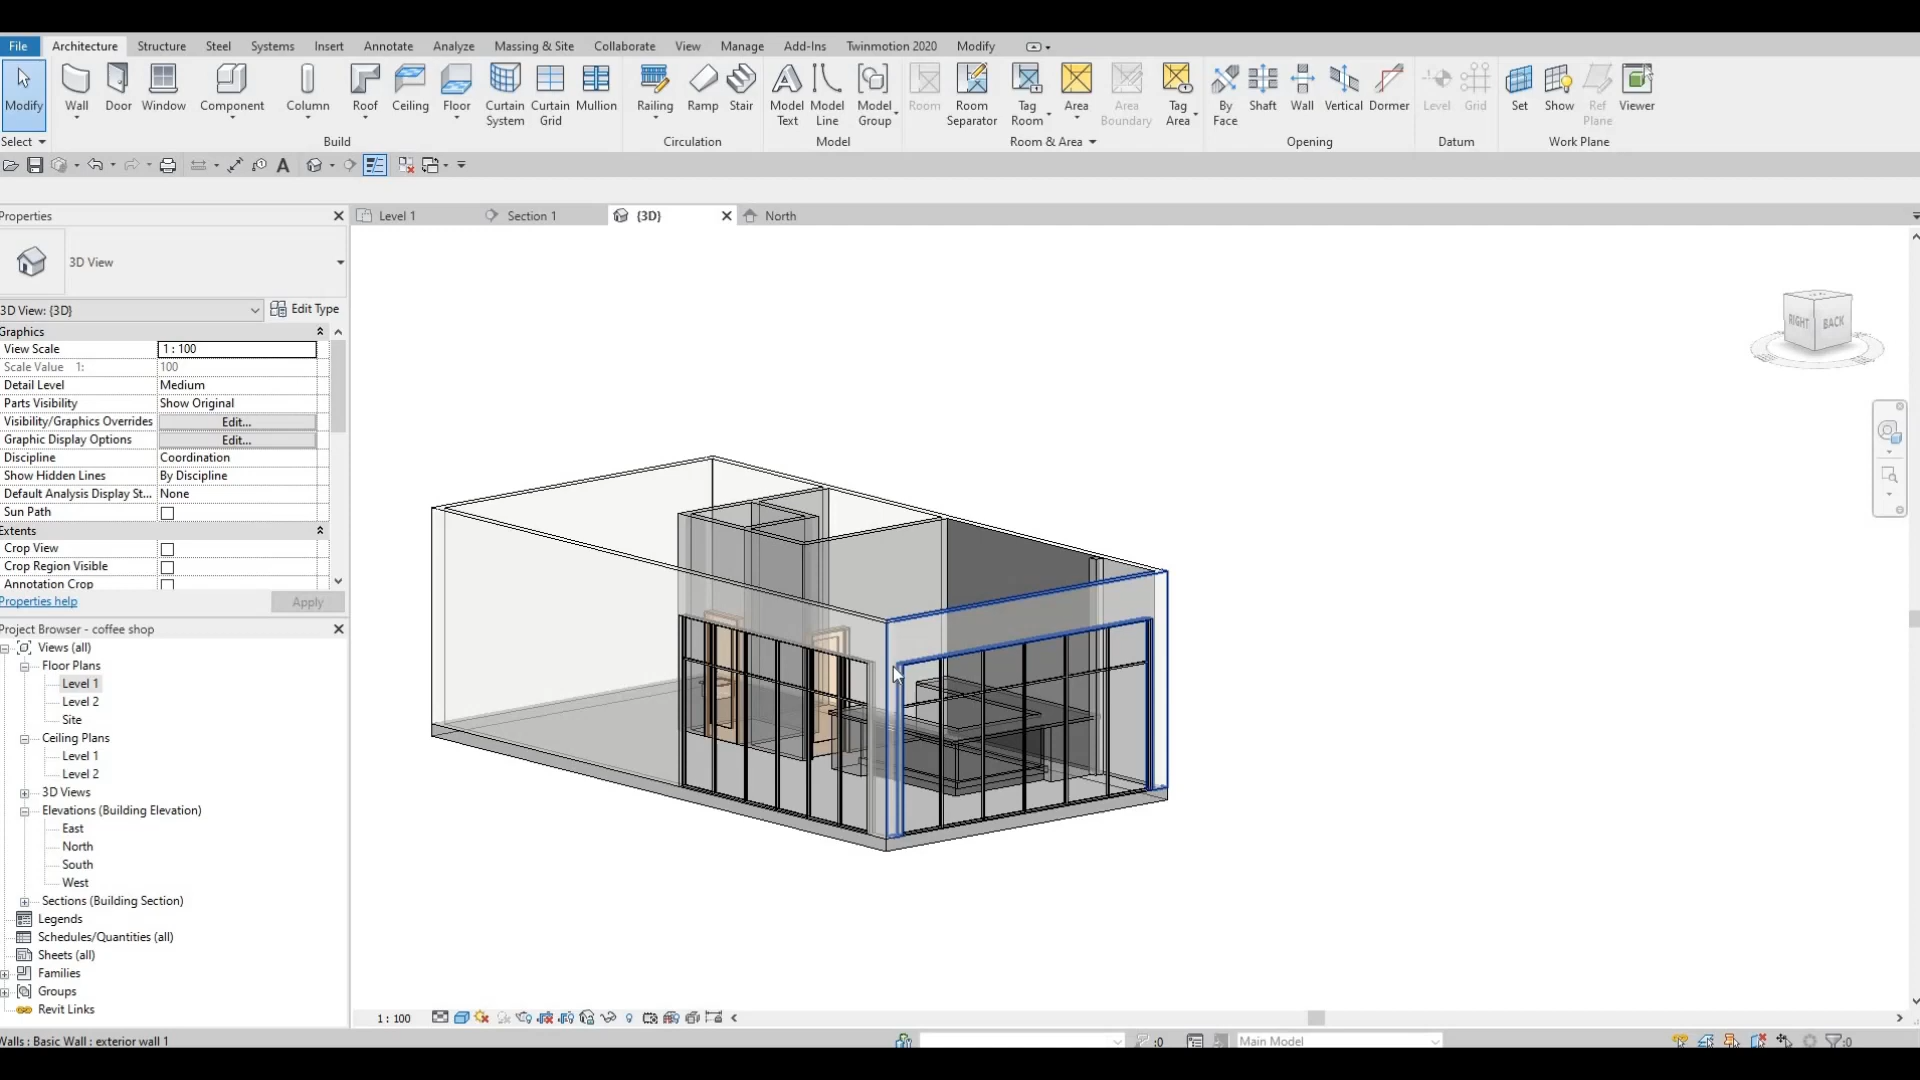 File Architecture Structure Steel Systems Insert Annotate Analyze Massing & Site Collaborate View Manage Add-Ins Twinmotion 2020 Modify
Modify Wall Door Window Component Column Roof Ceiling Floor Curtain System Curtain Grid Mullion Railing Ramp Stair Model Text Model Line Model Group Room Room Separator Tag Room Area Area Boundary Tag Area By Face Shaft Wall Vertical Dormer Level Grid Set Show Ref Plane Viewer
Select Build Circulation Model Room & Area Opening Datum Work Plane
Properties
Level 1 Section 1 {3D} North
3D View
3D View: {3D} Edit Type
Graphics
View Scale 1 : 100
Scale Value 1: 100
Detail Level Medium
Parts Visibility Show Original
Visibility/Graphics Overrides Edit...
Graphic Display Options Edit...
Discipline Coordination
Show Hidden Lines By Discipline
Default Analysis Display St... None
Sun Path
Extents
Crop View
Crop Region Visible
Annotation Crop
Properties help Apply
RIGHT BACK
Project Browser - coffee shop
Views (all)
Floor Plans
Level 1
Level 2
Site
Ceiling Plans
Level 1
Level 2
3D Views
Elevations (Building Elevation)
East
North
South
West
Sections (Building Section)
Legends
Schedules/Quantities (all)
Sheets (all)
Families
Groups
Revit Links
1 : 100
Walls : Basic Wall : exterior wall 1 :0 Main Model :0